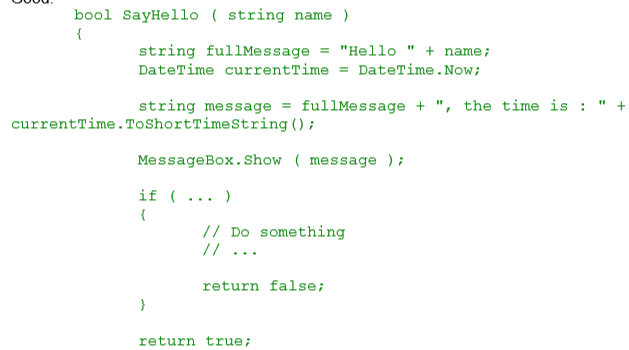 Good:
bool SayHello ( string name )
{
string fullMessage = "Hello " + name;
DateTime currentTime = DateTime.Now;
string message = fullMessage + ", the time is : " +
currentTime.ToShortTimeString();
MessageBox.Show ( message );
if ( ... )
{
// Do something
// ...
return false;
}
return true;